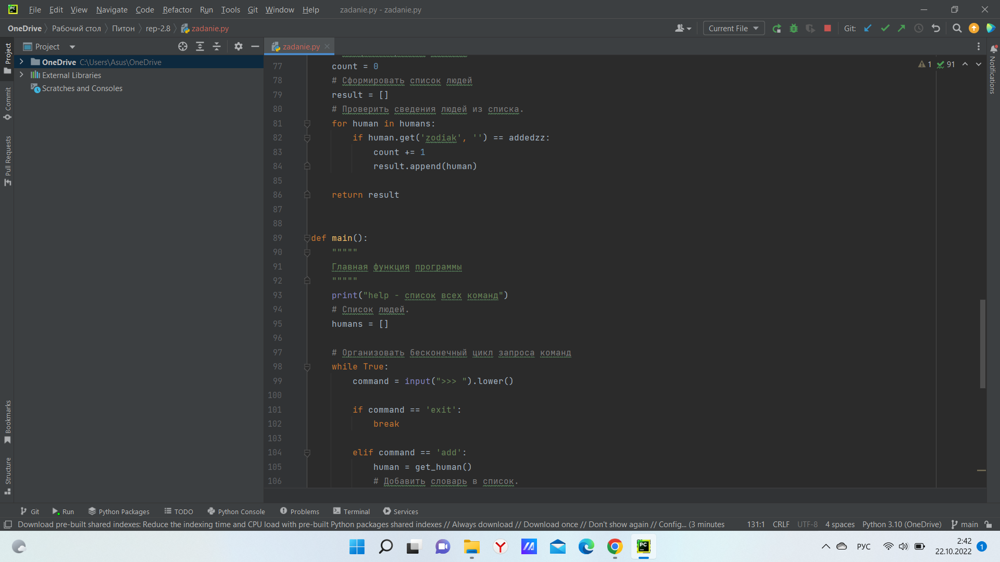 File Edit View Navigate Code Refactor Run Tools Git Window Help zadanie.py - zadanie.py
OneDrive Рабочий стол Питон rep-2.8 zadanie.py Current File Git:
Project
zadanie.py
OneDrive C:\Users\Asus\OneDrive
External Libraries
Scratches and Consoles
Project
Commit
Pull Requests
Bookmarks
Structure
Notifications
1 91
77 count = 0
78 # Сформировать список людей
79 result = []
80 # Проверить сведения людей из списка.
81 for human in humans:
82 if human.get('zodiak', '') == addedzz:
83 count += 1
84 result.append(human)
85
86 return result
87
88
89 def main():
90 """""
91 Главная функция программы
92 """""
93 print("help - список всех команд")
94 # Список людей.
95 humans = []
96
97 # Организовать бесконечный цикл запроса команд
98 while True:
99 command = input(">>> ").lower()
100
101 if command == 'exit':
102 break
103
104 elif command == 'add':
105 human = get_human()
106 # Добавить словарь в список.
Git Run Python Packages TODO Python Console Problems Terminal Services
Download pre-built shared indexes: Reduce the indexing time and CPU load with pre-built Python packages shared indexes // Always download // Download once // Don't show again // Config... (3 minutes 131:1 CRLF UTF-8 4 spaces Python 3.10 (OneDrive) main
РУС 2:42
22.10.2022 1